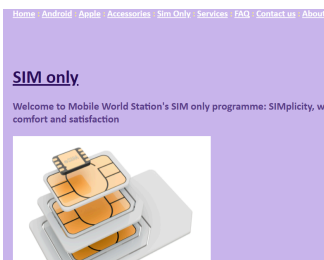 Home : Android : Apple : Accessories : Sim Only : Services : FAQ : Contact us : About
SIM only
Welcome to Mobile World Station's SIM only programme: SIMplicity, w
comfort and satisfaction